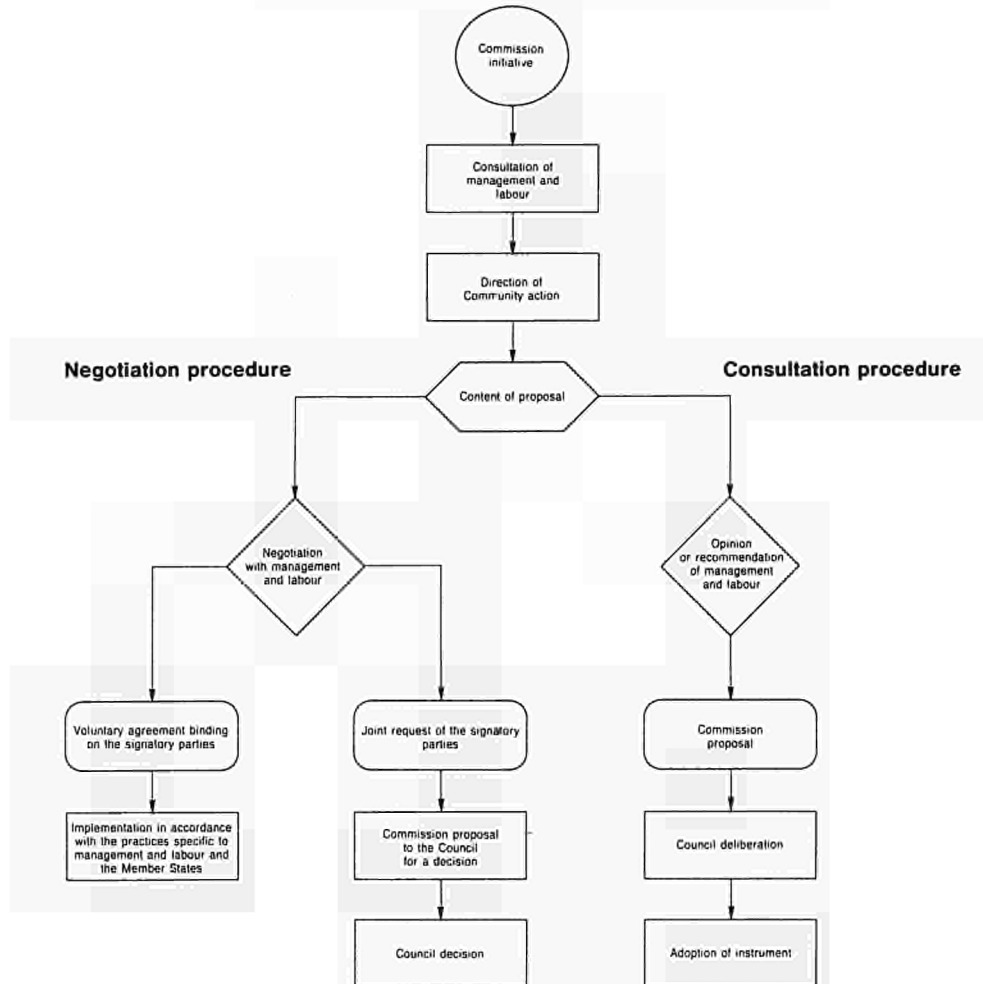 Commission
initiative
Consultation of
management and
labour
Direction of
Community action
Negotiation procedure
Consultation procedure
Content of proposal
Negotiation
with management
and labour
Opinion
or recommendation
of management
and labour
Voluntary agreement binding
on the signatory parties
Joint request of the signatory
parties
Commission
proposal
Implementation in accordance
with the practices specific to
management and labour and
the Member States
Commission proposal
to the Council
for a decision
Council deliberation
Council decision
Adoption of instrument